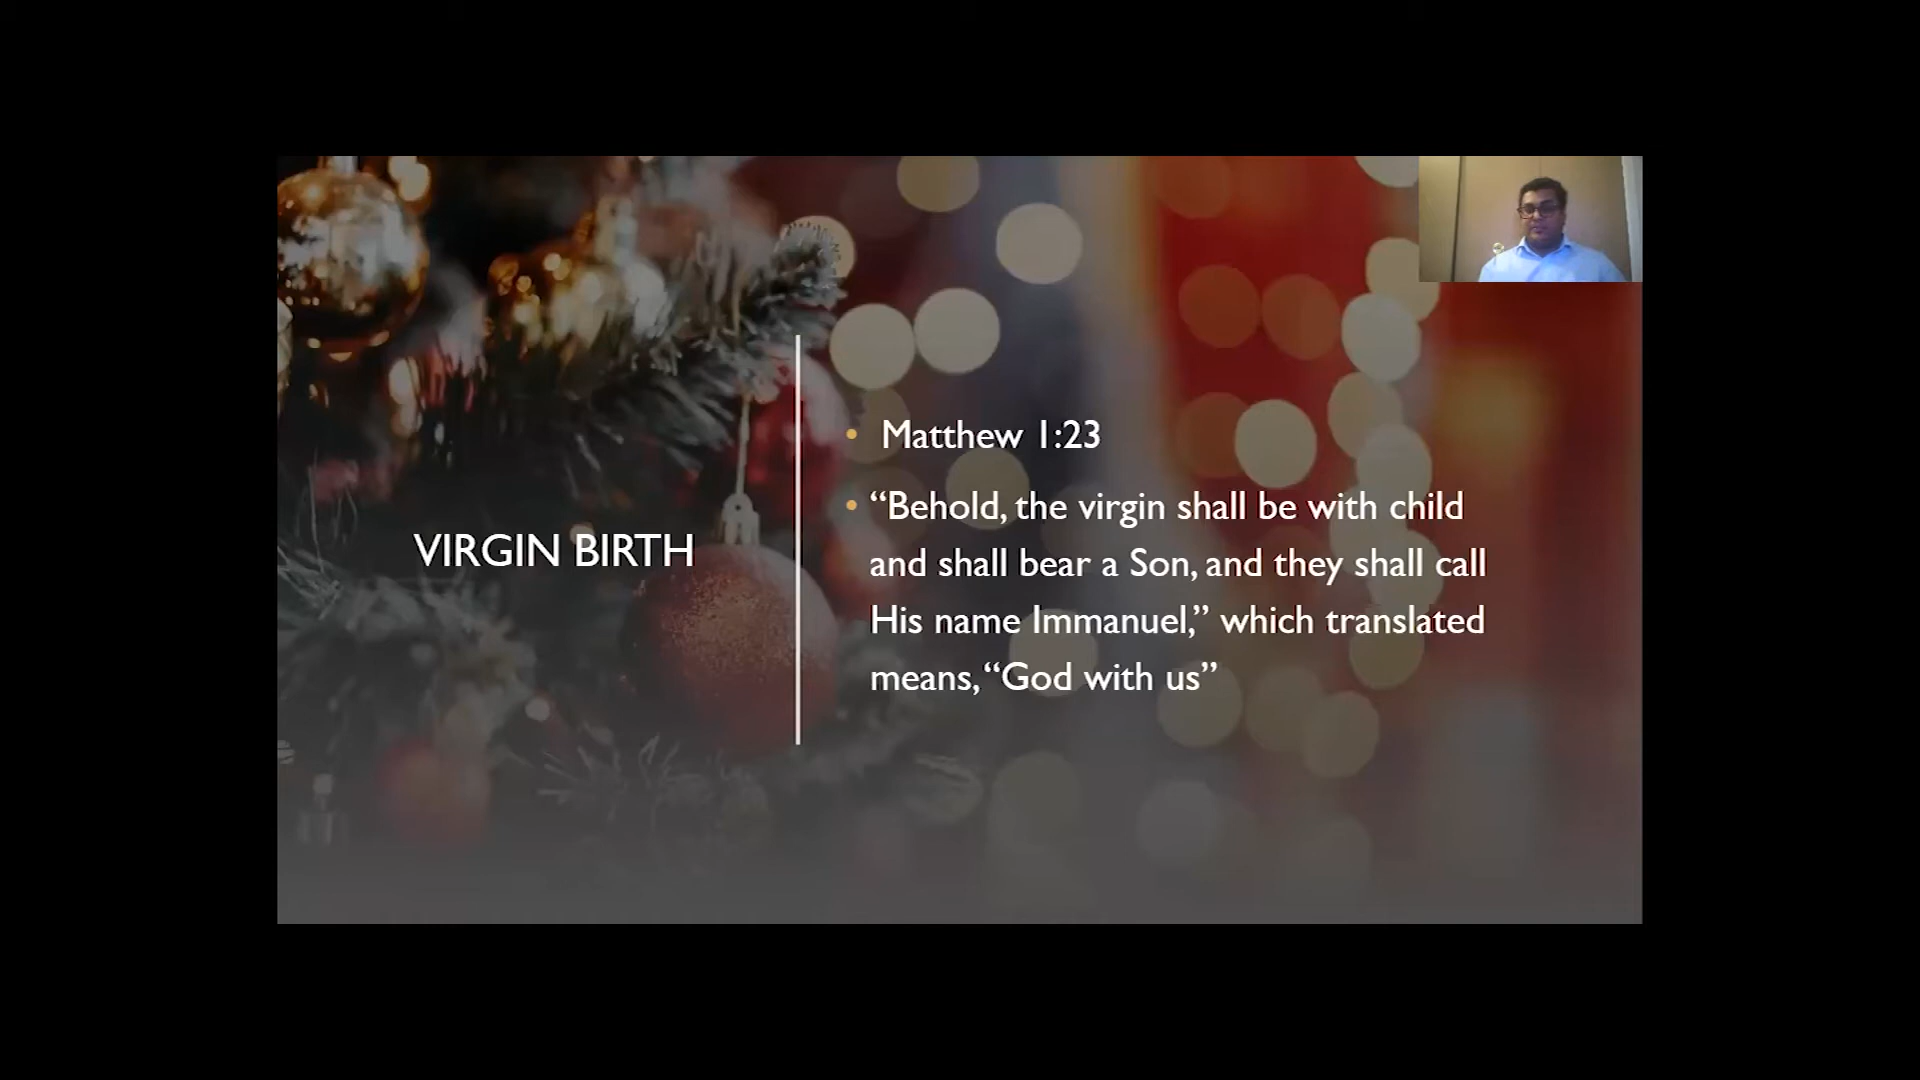 VIRGIN BIRTH
• Matthew 1:23
• “Behold, the virgin shall be with child
and shall bear a Son, and they shall call
His name Immanuel,” which translated
means, “God with us”